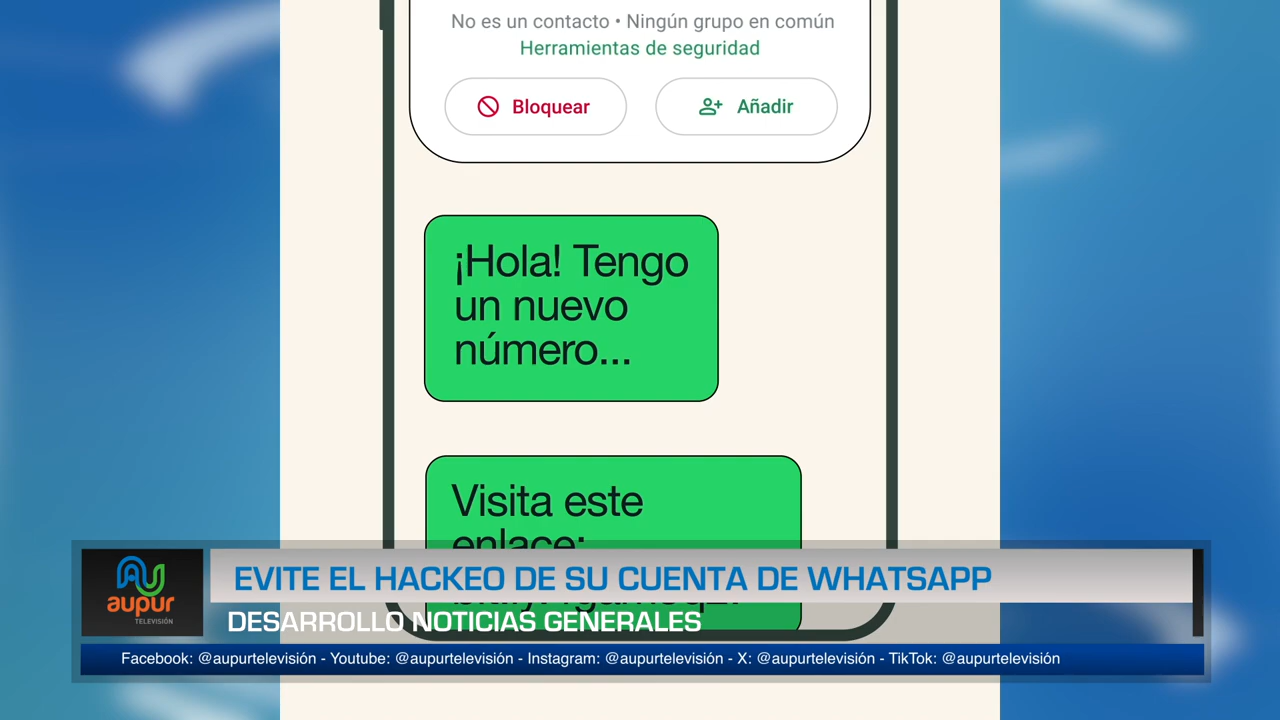 No es un contacto • Ningún grupo en común
Herramientas de seguridad
Bloquear
Añadir
¡Hola! Tengo
un nuevo
número...
Visita este
enlace:
EVITE EL HACKEO DE SU CUENTA DE WHATSAPP
aupur
TELEVISIÓN
DESARROLLO NOTICIAS GENERALES
Facebook: @aupurtelevisión - Youtube: @aupurtelevisión - Instagram: @aupurtelevisión - X: @aupurtelevisión - TikTok: @aupurtelevisión